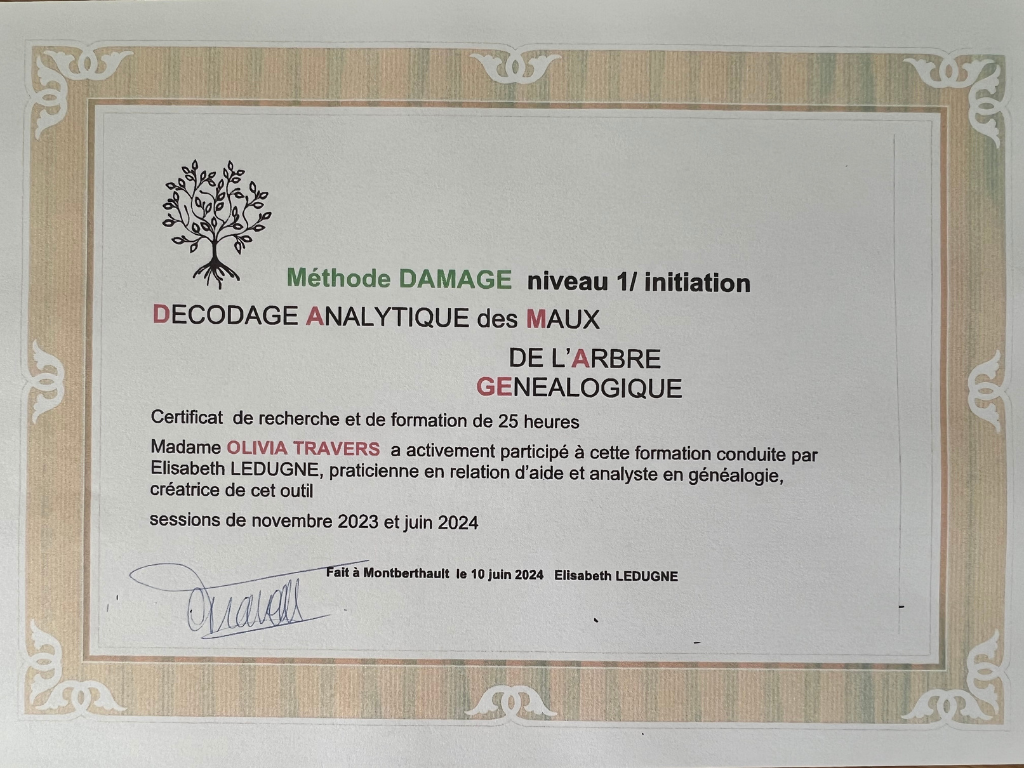 Méthode DAMAGE niveau 1/ initiation
DECODAGE ANALYTIQUE des MAUX
DE L'ARBRE
GENEALOGIQUE
Certificat de recherche et de formation de 25 heures
Madame OLIVIA TRAVERS a activement participé à cette formation conduite par
Elisabeth LEDUGNE, praticienne en relation d'aide et analyste en généalogie,
créatrice de cet outil
sessions de novembre 2023 et juin 2024
Fait à Montberthault le 10 juin 2024 Elisabeth LEDUGNE